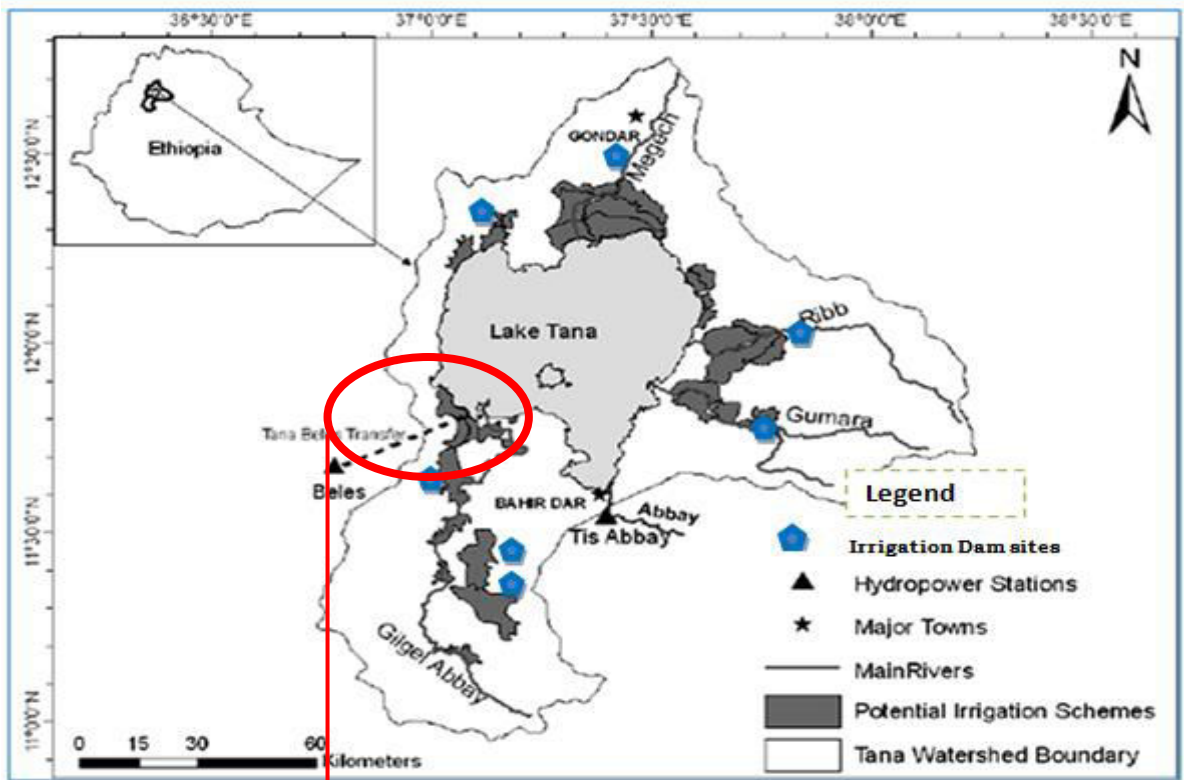 36°30'0"E 37°0'0"E 37°30'0"E 38°0'0"E 38°30'0"E
N
12°30'0"N
12°0'0"N
11°30'0"N
11°0'0"N
Ethiopia
GONDAR
Megech
Lake Tana
Ribb
Gumara
Tana Beles Transfer
Beles
BAHIR DAR
Abbay
Tis Abbay
Gilgel Abbay
Legend
Irrigation Dam sites
Hydropower Stations
Major Towns
MainRivers
Potential Irrigation Schemes
Tana Watershed Boundary
0 15 30 60
Kilometers